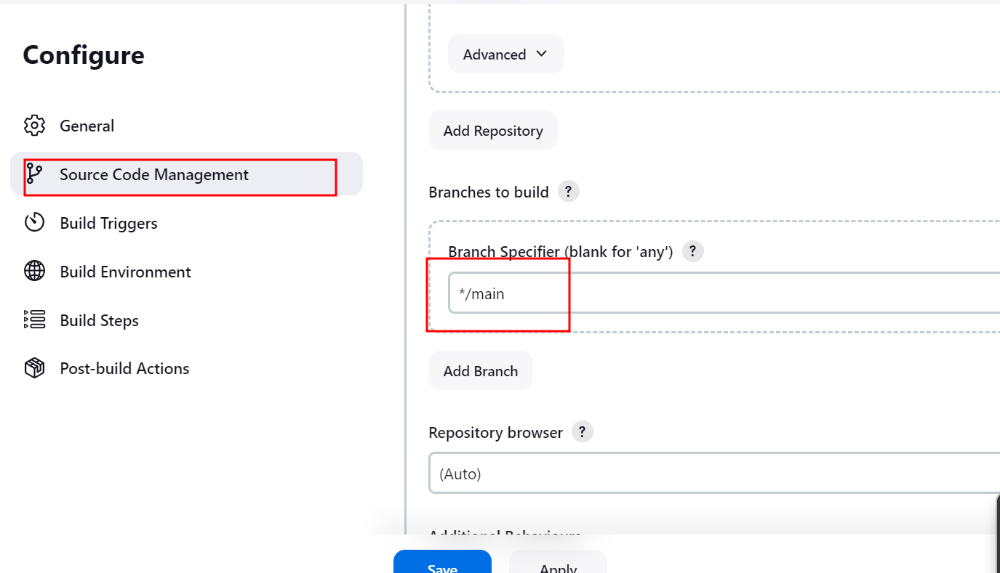 Configure
General
Source Code Management
Build Triggers
Build Environment
Build Steps
Post-build Actions
Advanced
Add Repository
Branches to build ?
Branch Specifier (blank for 'any') ?
*/main
Add Branch
Repository browser ?
(Auto)
Additional Behaviours
Save
Apply